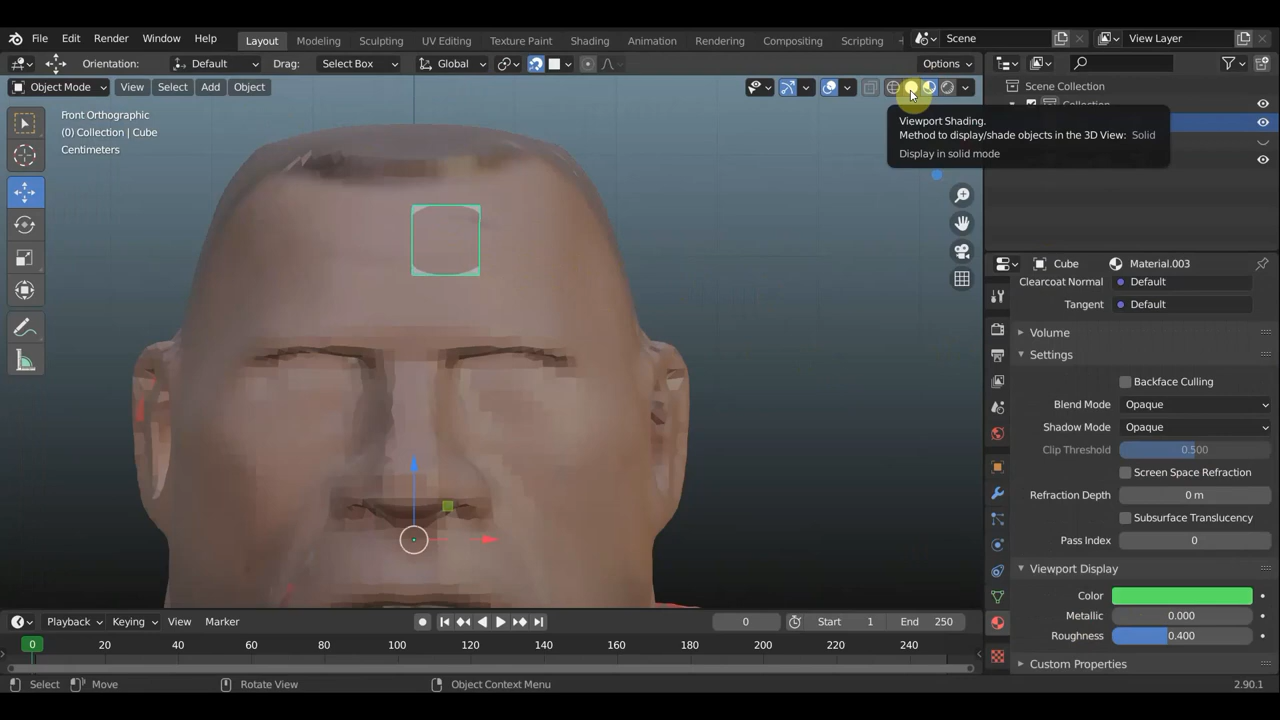 File Edit Render Window Help Layout Modeling Sculpting UV Editing Texture Paint Shading Animation Rendering Compositing Scripting Scene View Layer
Orientation: Default Drag: Select Box Global Options
Object Mode View Select Add Object
Scene Collection
Collection
Front Orthographic
(0) Collection | Cube
Centimeters
Viewport Shading.
Method to display/shade objects in the 3D View: Solid
Display in solid mode
Cube Material.003
Clearcoat Normal Default
Tangent Default
Volume
Settings
Backface Culling
Blend Mode Opaque
Shadow Mode Opaque
Clip Threshold 0.500
Screen Space Refraction
Refraction Depth 0 m
Subsurface Translucency
Pass Index 0
Viewport Display
Color
Metallic 0.000
Roughness 0.400
Custom Properties
Playback Keying View Marker 0 Start 1 End 250
0 20 40 60 80 100 120 140 160 180 200 220 240
Select Move Rotate View Object Context Menu 2.90.1